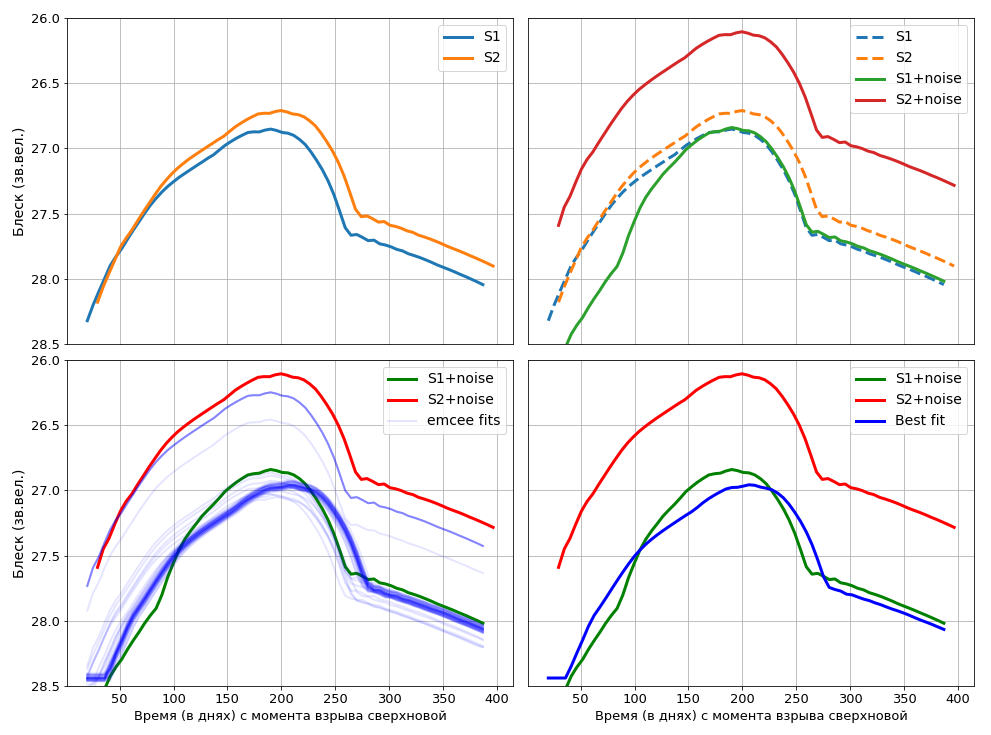 26.0
26.5
27.0
27.5
28.0
28.5
Блеск (зв.вел.)
S1
S2
S1
S2
S1+noise
S2+noise
26.0
26.5
27.0
27.5
28.0
28.5
Блеск (зв.вел.)
S1+noise
S2+noise
emcee fits
50 100 150 200 250 300 350 400
Время (в днях) с момента взрыва сверхновой
S1+noise
S2+noise
Best fit
50 100 150 200 250 300 350 400
Время (в днях) с момента взрыва сверхновой